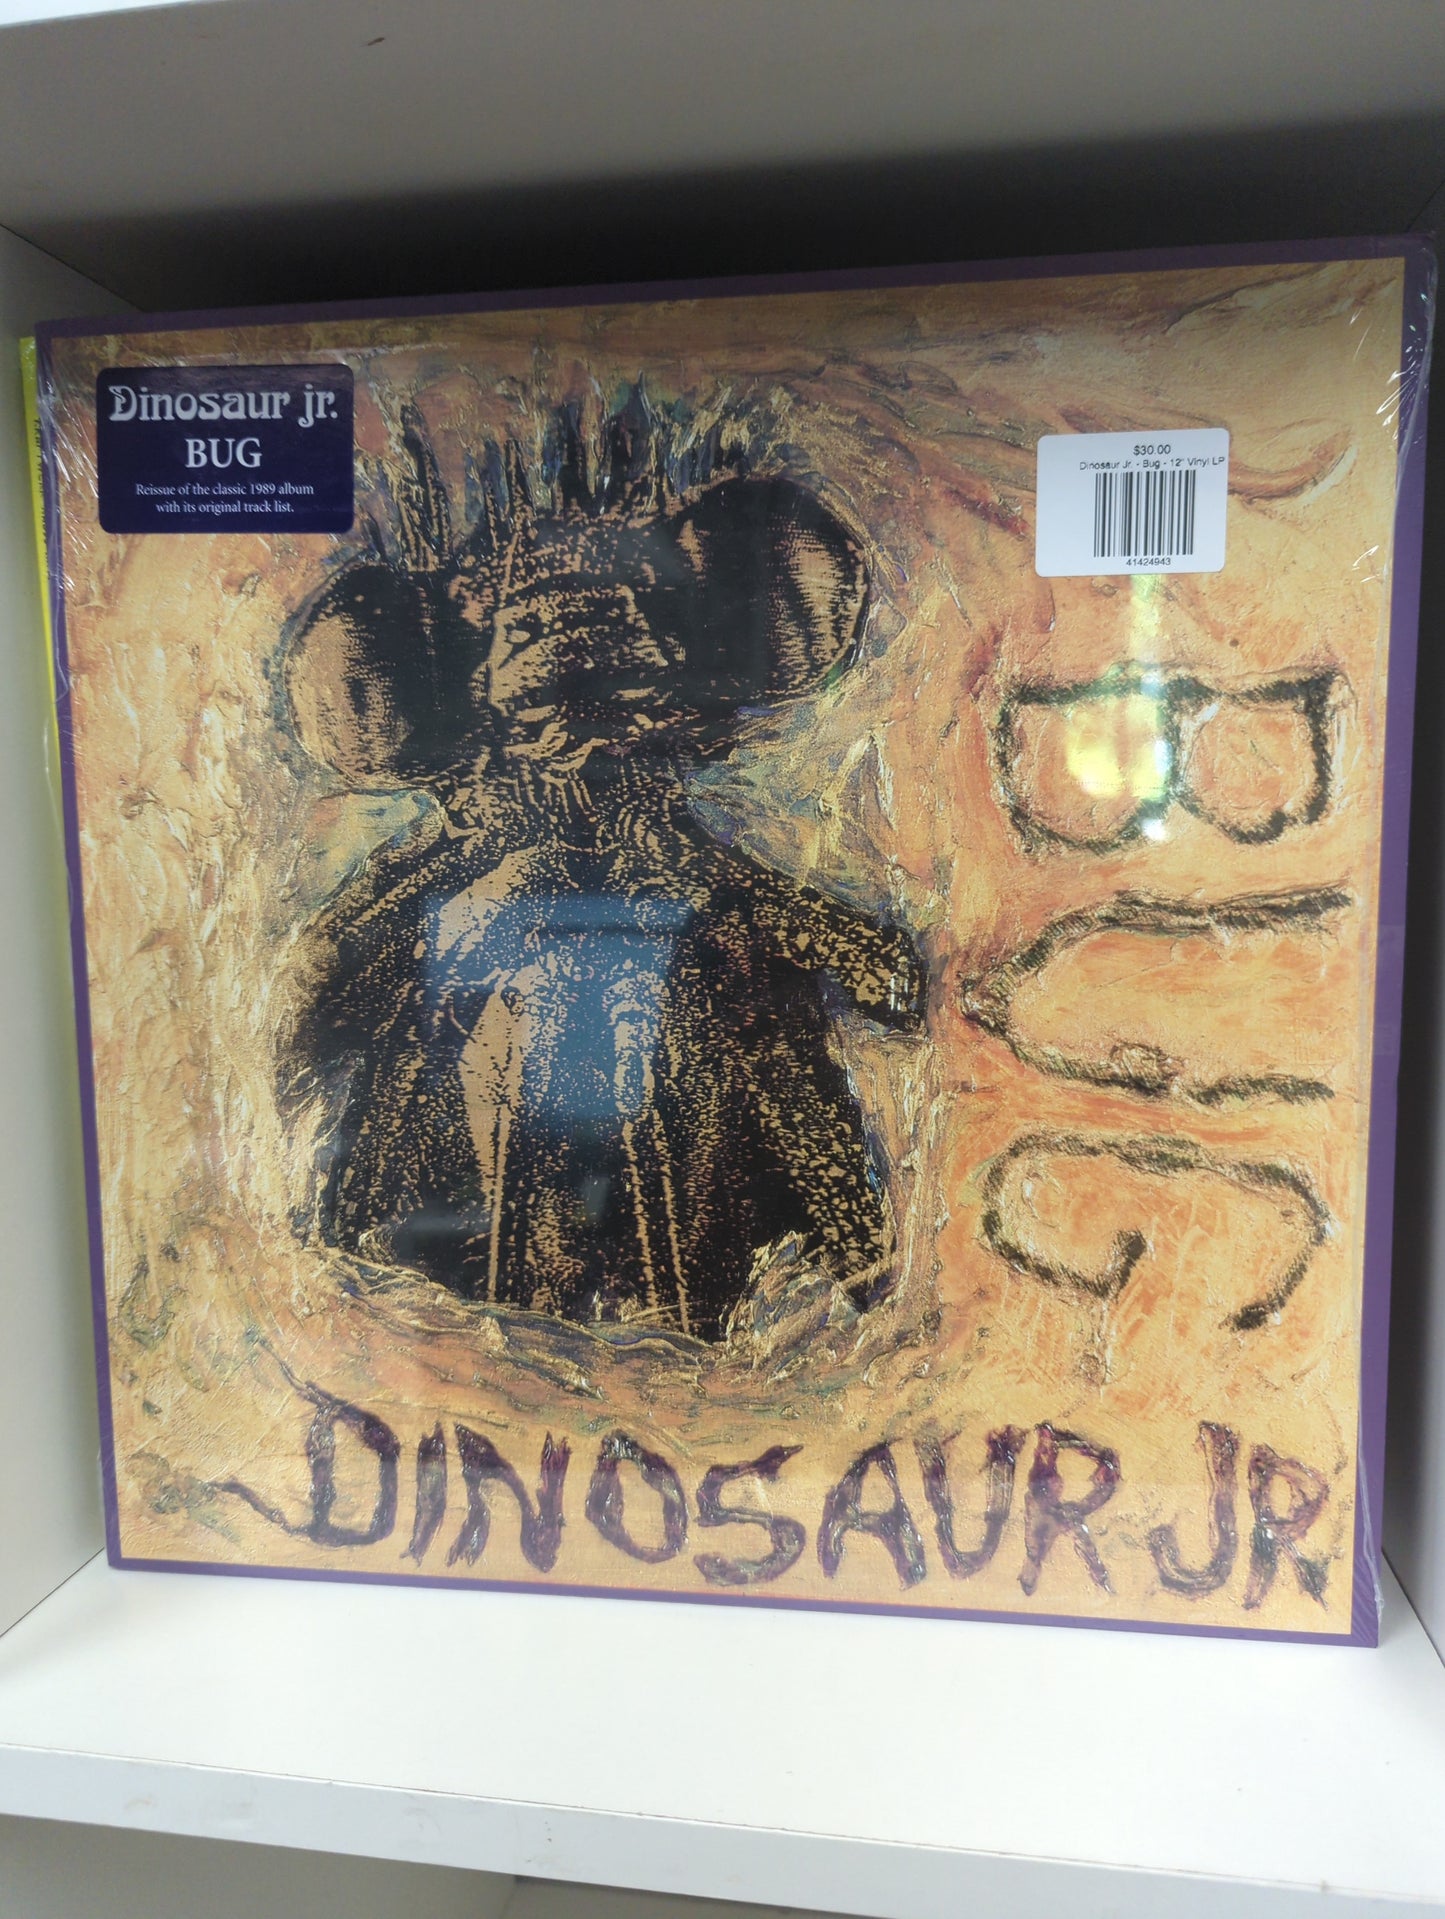 Dinosaur jr.
BUG
Reissue of the classic 1989 album
with its original track list.
$30.00
Dinosaur Jr. - Bug - 12" Vinyl LP
41424943
BUG
DINOSAUR JR